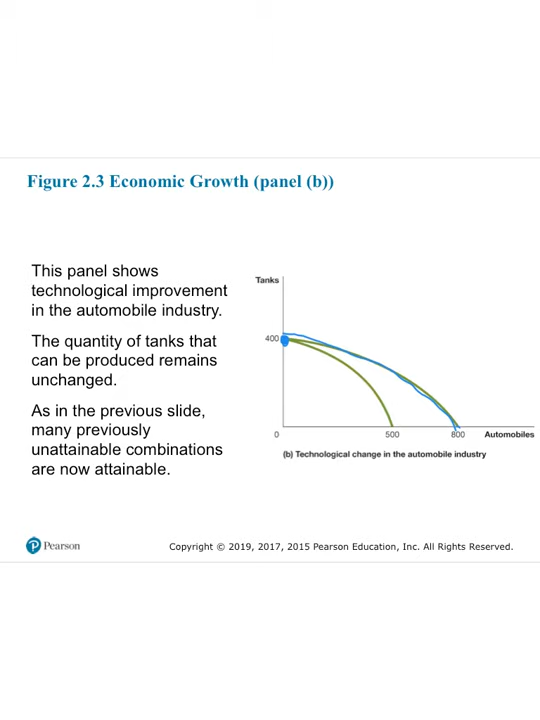 Figure 2.3 Economic Growth (panel (b))
This panel shows
technological improvement
in the automobile industry.
The quantity of tanks that
can be produced remains
unchanged.
As in the previous slide,
many previously
unattainable combinations
are now attainable.
Tanks
400
0
500
800
Automobiles
(b) Technological change in the automobile industry
Pearson
Copyright © 2019, 2017, 2015 Pearson Education, Inc. All Rights Reserved.